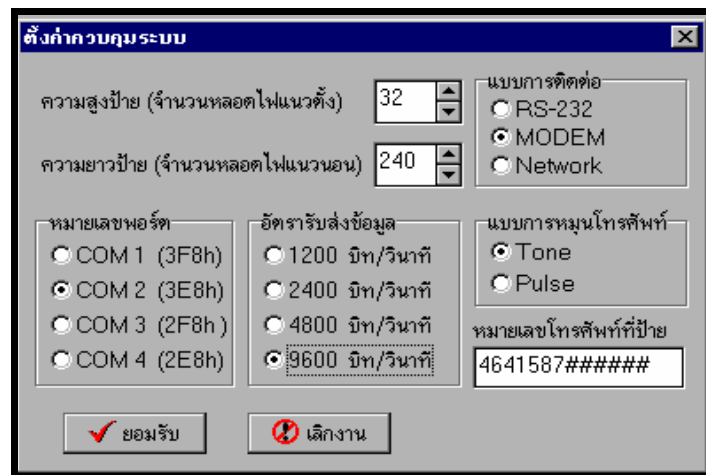 ตั้งค่าควบคุมระบบ
ความสูงป้าย (จำนวนหลอดไฟแนวตั้ง)
32
ความยาวป้าย (จำนวนหลอดไฟแนวนอน)
240
แบบการติดต่อ
RS-232
MODEM
Network
หมายเลขพอร์ต
COM 1 (3F8h)
COM 2 (3E8h)
COM 3 (2F8h)
COM 4 (2E8h)
อัตรารับส่งข้อมูล
1200 บิท/วินาที
2400 บิท/วินาที
4800 บิท/วินาที
9600 บิท/วินาที
แบบการหมุนโทรศัพท์
Tone
Pulse
หมายเลขโทรศัพท์ที่ป้าย
4641587######
ยอมรับ
เลิกงาน